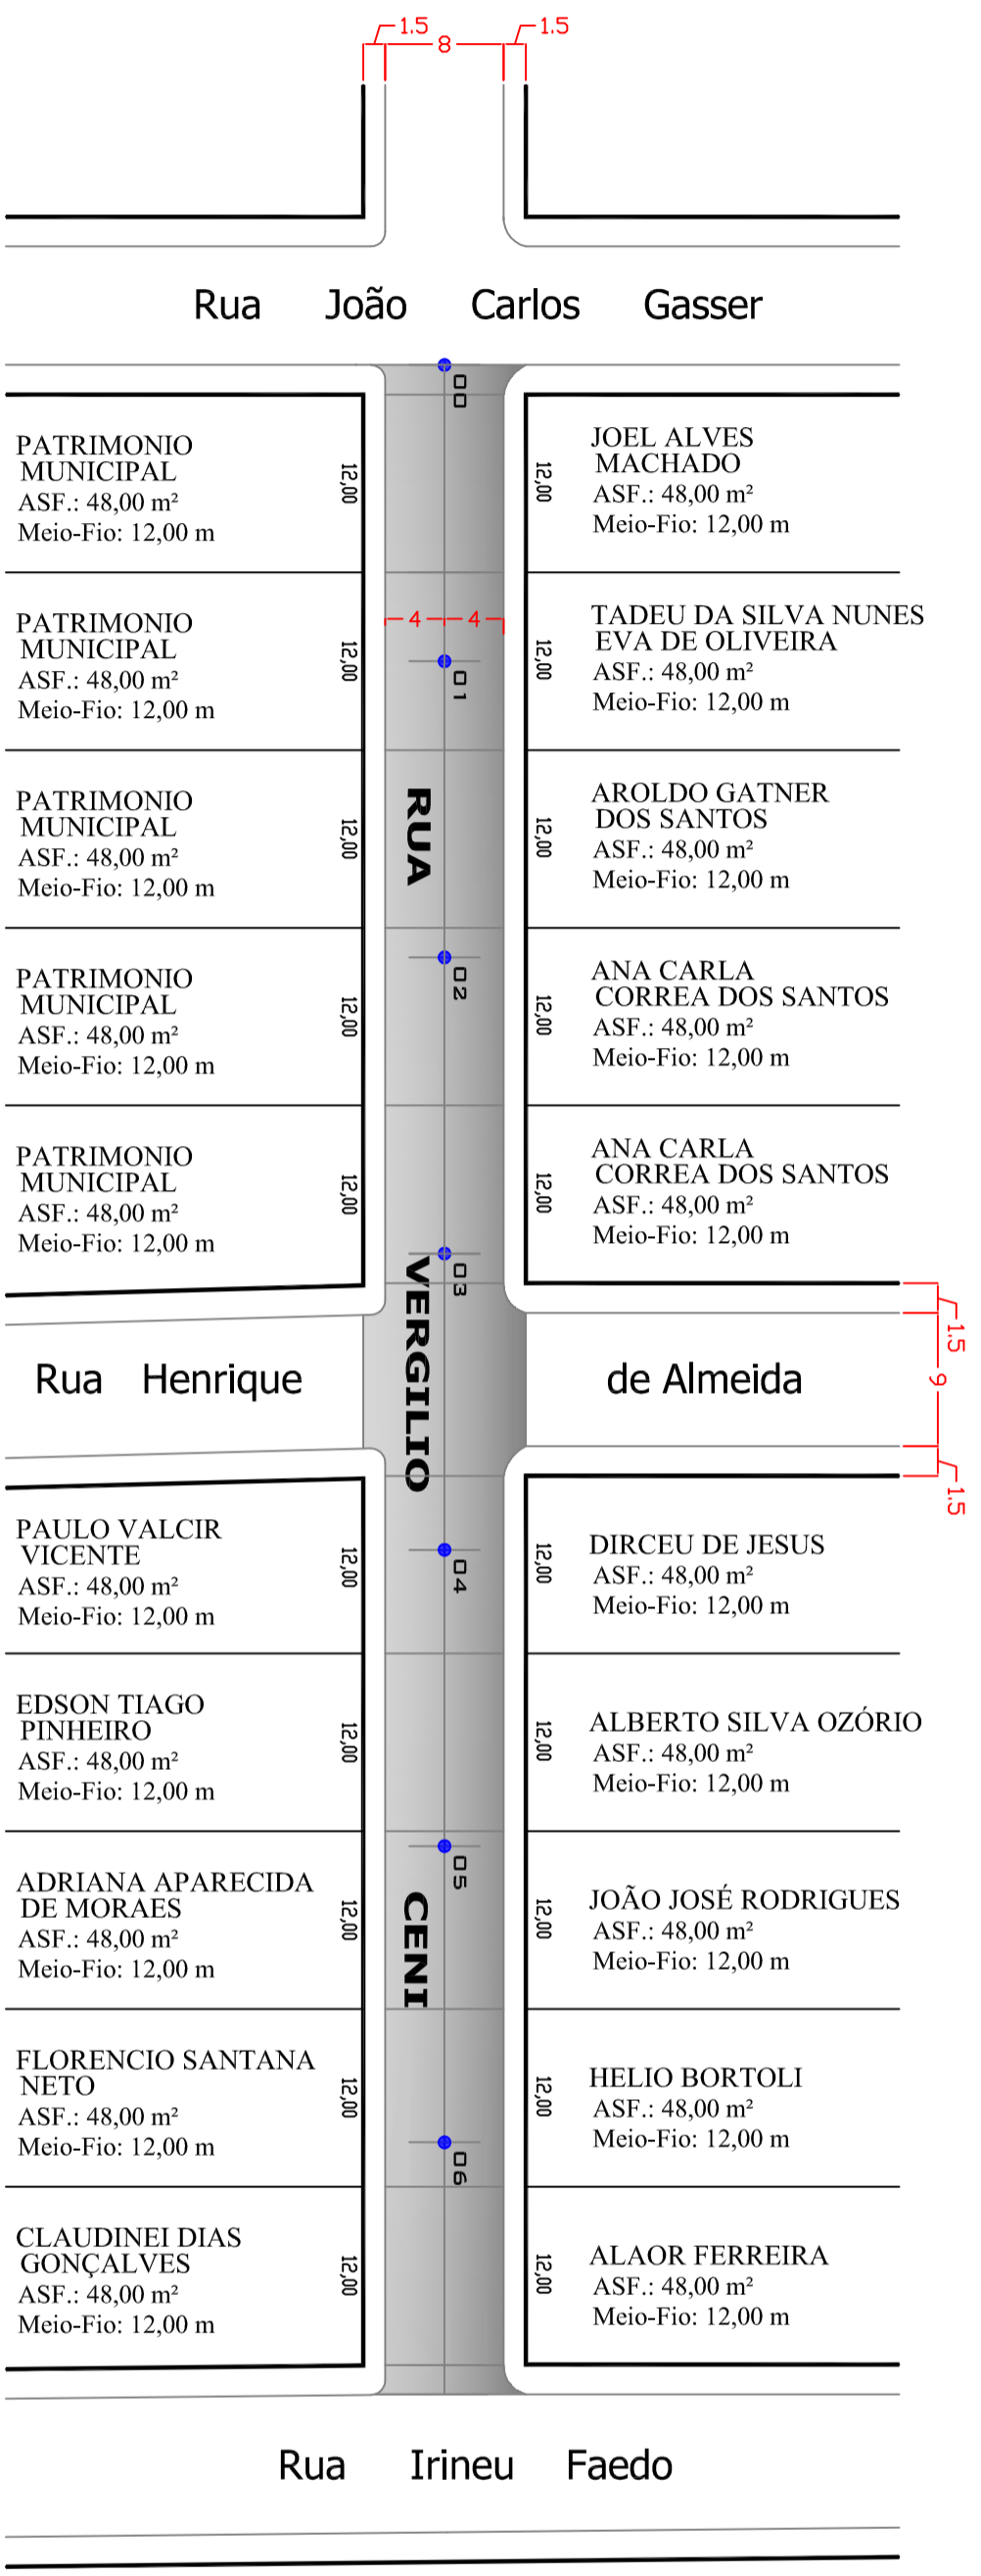 1.5
8
1.5
Rua João Carlos Gasser
00
PATRIMONIO
MUNICIPAL
ASF.: 48,00 m²
Meio-Fio: 12,00 m
12,00
12,00
JOEL ALVES
MACHADO
ASF.: 48,00 m²
Meio-Fio: 12,00 m
4
4
PATRIMONIO
MUNICIPAL
ASF.: 48,00 m²
Meio-Fio: 12,00 m
12,00
01
12,00
TADEU DA SILVA NUNES
EVA DE OLIVEIRA
ASF.: 48,00 m²
Meio-Fio: 12,00 m
PATRIMONIO
MUNICIPAL
ASF.: 48,00 m²
Meio-Fio: 12,00 m
12,00
RUA
12,00
AROLDO GATNER
DOS SANTOS
ASF.: 48,00 m²
Meio-Fio: 12,00 m
PATRIMONIO
MUNICIPAL
ASF.: 48,00 m²
Meio-Fio: 12,00 m
12,00
02
12,00
ANA CARLA
CORREA DOS SANTOS
ASF.: 48,00 m²
Meio-Fio: 12,00 m
PATRIMONIO
MUNICIPAL
ASF.: 48,00 m²
Meio-Fio: 12,00 m
12,00
03
12,00
ANA CARLA
CORREA DOS SANTOS
ASF.: 48,00 m²
Meio-Fio: 12,00 m
VERGILIO
Rua Henrique de Almeida
1.5
9
1.5
PAULO VALCIR
VICENTE
ASF.: 48,00 m²
Meio-Fio: 12,00 m
12,00
04
12,00
DIRCEU DE JESUS
ASF.: 48,00 m²
Meio-Fio: 12,00 m
EDSON TIAGO
PINHEIRO
ASF.: 48,00 m²
Meio-Fio: 12,00 m
12,00
12,00
ALBERTO SILVA OZÓRIO
ASF.: 48,00 m²
Meio-Fio: 12,00 m
ADRIANA APARECIDA
DE MORAES
ASF.: 48,00 m²
Meio-Fio: 12,00 m
12,00
05
CENI
12,00
JOÃO JOSÉ RODRIGUES
ASF.: 48,00 m²
Meio-Fio: 12,00 m
FLORENCIO SANTANA
NETO
ASF.: 48,00 m²
Meio-Fio: 12,00 m
12,00
06
12,00
HELIO BORTOLI
ASF.: 48,00 m²
Meio-Fio: 12,00 m
CLAUDINEI DIAS
GONÇALVES
ASF.: 48,00 m²
Meio-Fio: 12,00 m
12,00
12,00
ALAOR FERREIRA
ASF.: 48,00 m²
Meio-Fio: 12,00 m
Rua Irineu Faedo